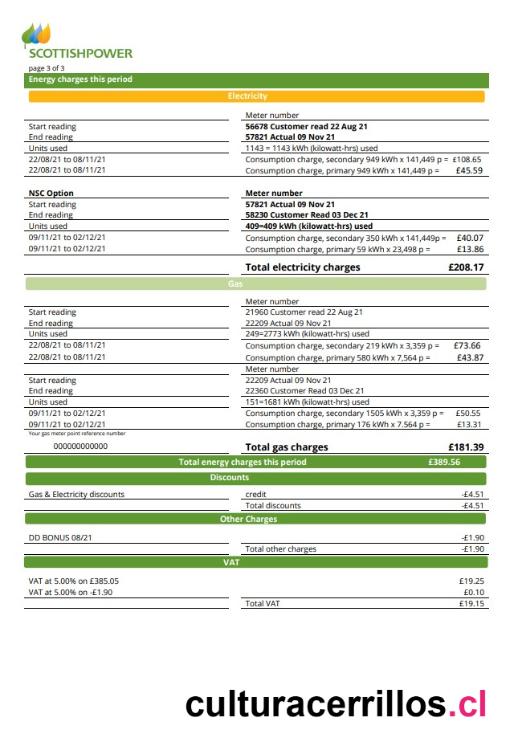 SCOTTISHPOWER
page 3 of 3
Energy charges this period
Electricity
Meter number
Start reading 56678 Customer read 22 Aug 21
End reading 57821 Actual 09 Nov 21
Units used 1143 = 1143 kWh (kilowatt-hrs) used
22/08/21 to 08/11/21 Consumption charge, secondary 949 kWh x 141,449 p = £108.65
22/08/21 to 08/11/21 Consumption charge, primary 949 kWh x 141,449 p = £45.59
NSC Option Meter number
Start reading 57821 Actual 09 Nov 21
End reading 58230 Customer Read 03 Dec 21
Units used 409=409 kWh (kilowatt-hrs) used
09/11/21 to 02/12/21 Consumption charge, secondary 350 kWh x 141,449p = £40.07
09/11/21 to 02/12/21 Consumption charge, primary 59 kWh x 23,498 p = £13.86
Total electricity charges £208.17
Gas
Meter number
Start reading 21960 Customer read 22 Aug 21
End reading 22209 Actual 09 Nov 21
Units used 249=2773 kWh (kilowatt-hrs) used
22/08/21 to 08/11/21 Consumption charge, secondary 219 kWh x 3,359 p = £73.66
22/08/21 to 08/11/21 Consumption charge, primary 580 kWh x 7,564 p = £43.87
Meter number
Start reading 22209 Actual 09 Nov 21
End reading 22360 Customer Read 03 Dec 21
Units used 151=1681 kWh (kilowatt-hrs) used
09/11/21 to 02/12/21 Consumption charge, secondary 1505 kWh x 3,359 p = £50.55
09/11/21 to 02/12/21 Consumption charge, primary 176 kWh x 7.564 p = £13.31
Your gas meter point reference number
000000000000 Total gas charges £181.39
Total energy charges this period £389.56
Discounts
Gas & Electricity discounts credit -£4.51
Total discounts -£4.51
Other Charges
DD BONUS 08/21 -£1.90
Total other charges -£1.90
VAT
VAT at 5.00% on £385.05 £19.25
VAT at 5.00% on -£1.90 £0.10
Total VAT £19.15
culturacerrillos.cl